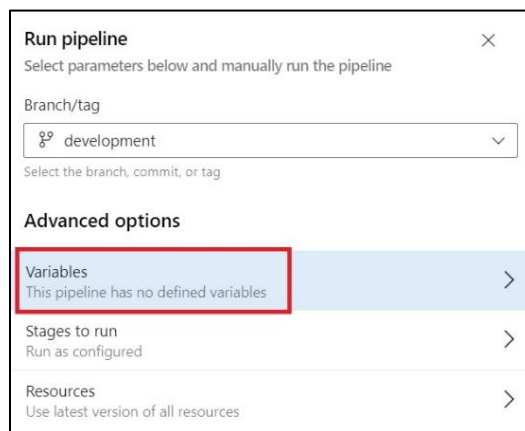 Run pipeline
Select parameters below and manually run the pipeline
Branch/tag
development
Select the branch, commit, or tag
Advanced options
Variables
This pipeline has no defined variables
Stages to run
Run as configured
Resources
Use latest version of all resources